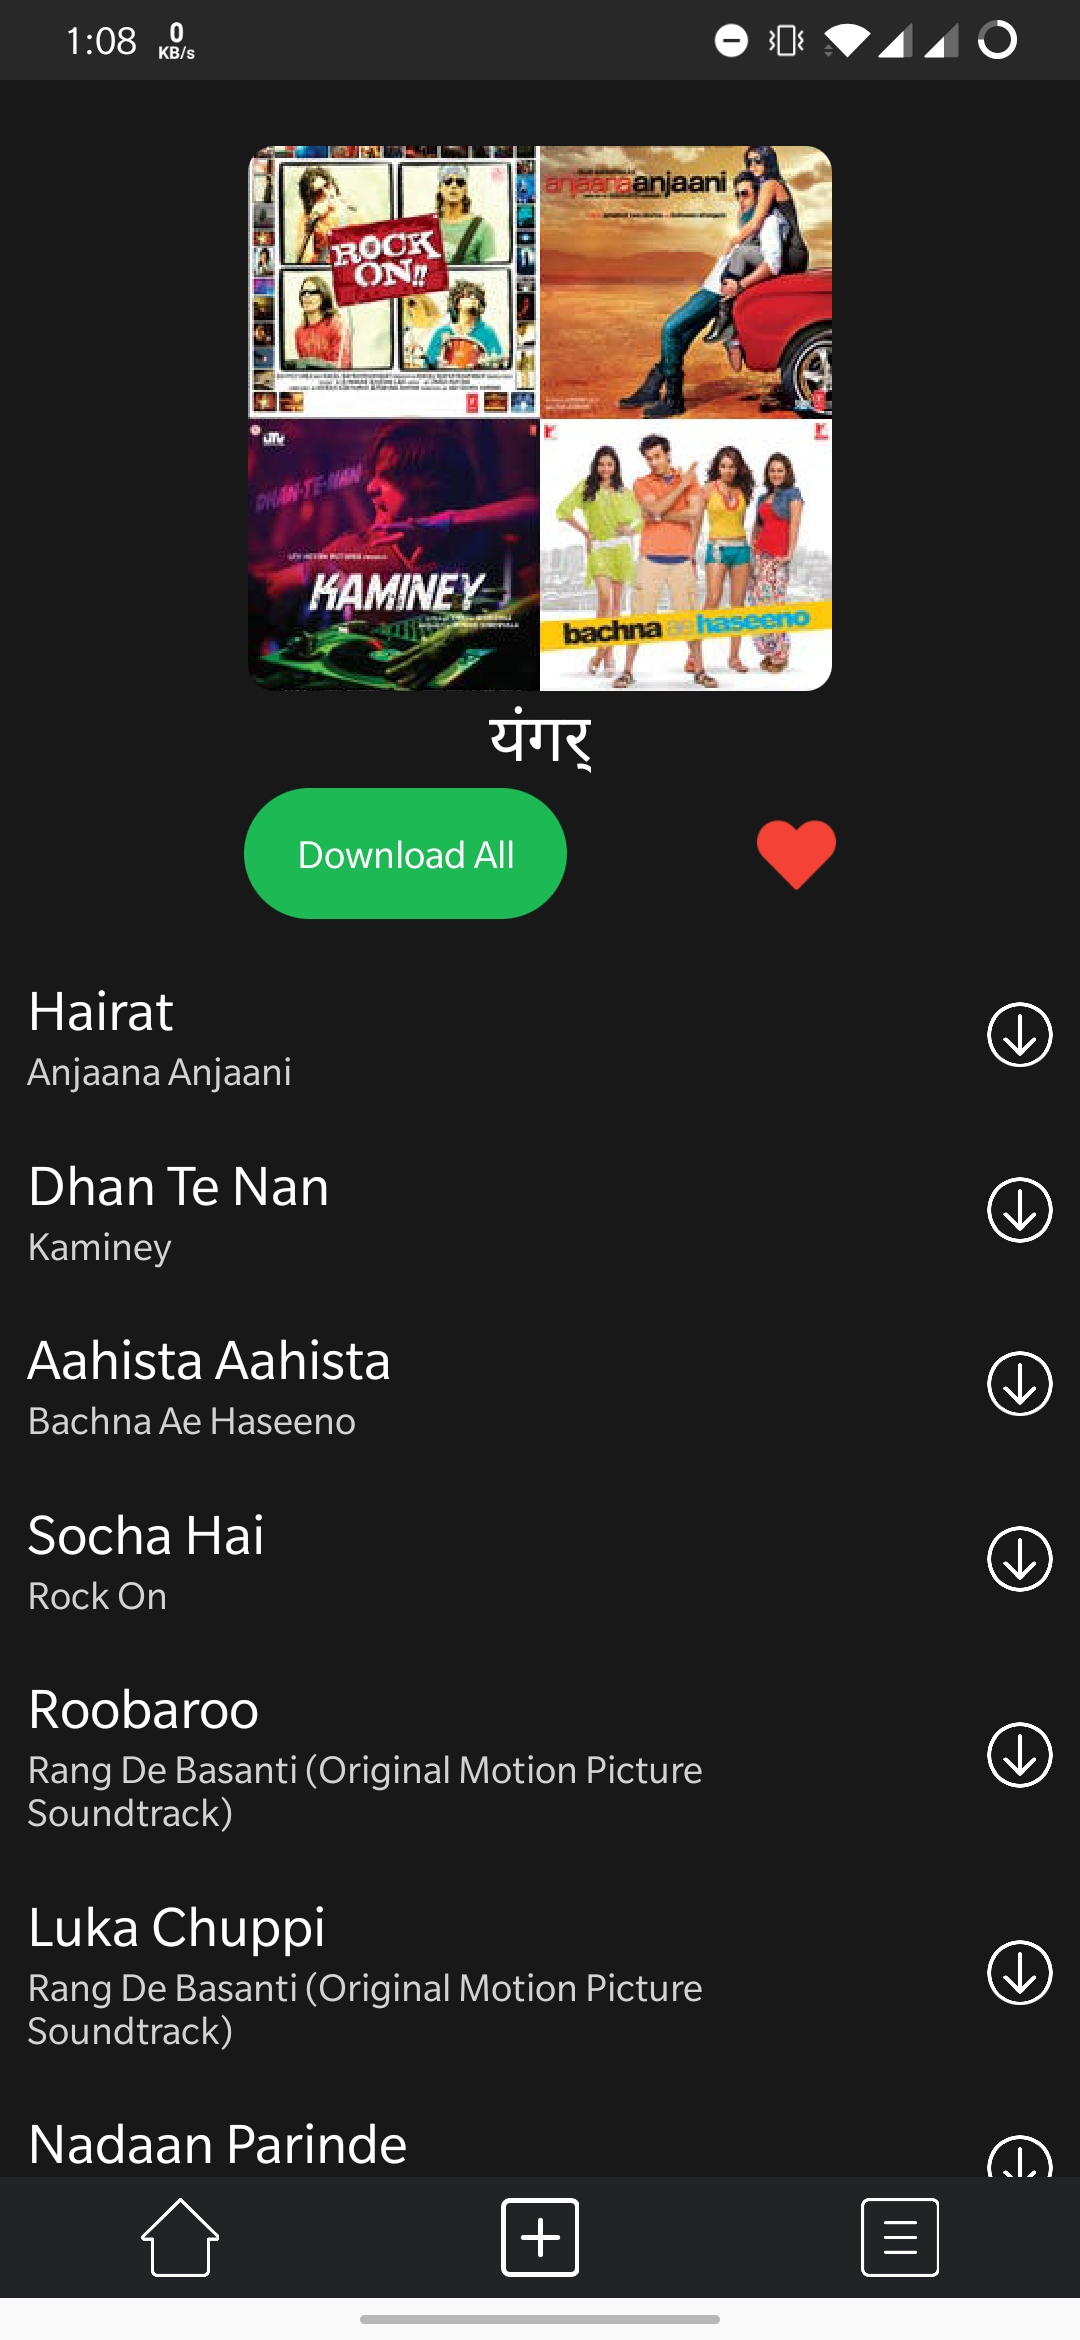 1:08
0
KB/s
ROCK
ON!!
anjaanaanjaani
UTV
DHAN-TE-NAN
KAMINEY
bachna ae haseeno
यंगर्
Download All
Hairat
Anjaana Anjaani
Dhan Te Nan
Kaminey
Aahista Aahista
Bachna Ae Haseeno
Socha Hai
Rock On
Roobaroo
Rang De Basanti (Original Motion Picture
Soundtrack)
Luka Chuppi
Rang De Basanti (Original Motion Picture
Soundtrack)
Nadaan Parinde